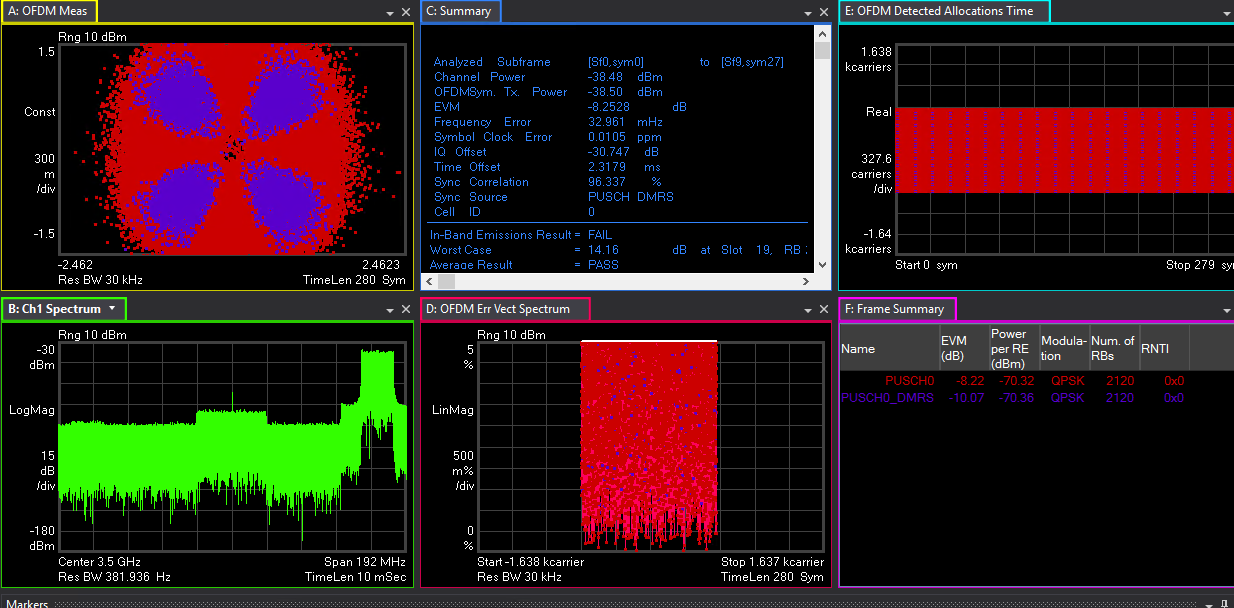 A: OFDM Meas
Rng 10 dBm
1.5
Const
300
m
/div
-1.5
-2.462
2.4623
Res BW 30 kHz
TimeLen 280 Sym
C: Summary
Analyzed Subframe [Sf0,sym0] to [Sf9,sym27]
Channel Power -38.48 dBm
OFDMSym. Tx. Power -38.50 dBm
EVM -8.2528 dB
Frequency Error 32.961 mHz
Symbol Clock Error 0.0105 ppm
IQ Offset -30.747 dB
Time Offset 2.3179 ms
Sync Correlation 96.337 %
Sync Source PUSCH DMRS
Cell ID 0
In-Band Emissions Result = FAIL
Worst Case = 14.16 dB at Slot 19, RB
Average Result = PASS
E: OFDM Detected Allocations Time
1.638
kcarriers
Real
327.6
carriers
/div
-1.64
kcarriers
Start 0 sym
Stop 279
B: Ch1 Spectrum
Rng 10 dBm
-30
dBm
LogMag
15
dB
/div
-180
dBm
Center 3.5 GHz
Span 192 MHz
Res BW 381.936 Hz
TimeLen 10 mSec
D: OFDM Err Vect Spectrum
Rng 10 dBm
5
%
LinMag
500
m%
/div
0
%
Start -1.638 kcarrier
Stop 1.637 kcarrier
Res BW 30 kHz
TimeLen 280 Sym
F: Frame Summary
Name EVM (dB) Power per RE (dBm) Modula-tion Num. of RBs RNTI
PUSCH0 -8.22 -70.32 QPSK 2120 0x0
PUSCH0_DMRS -10.07 -70.36 QPSK 2120 0x0
Markers